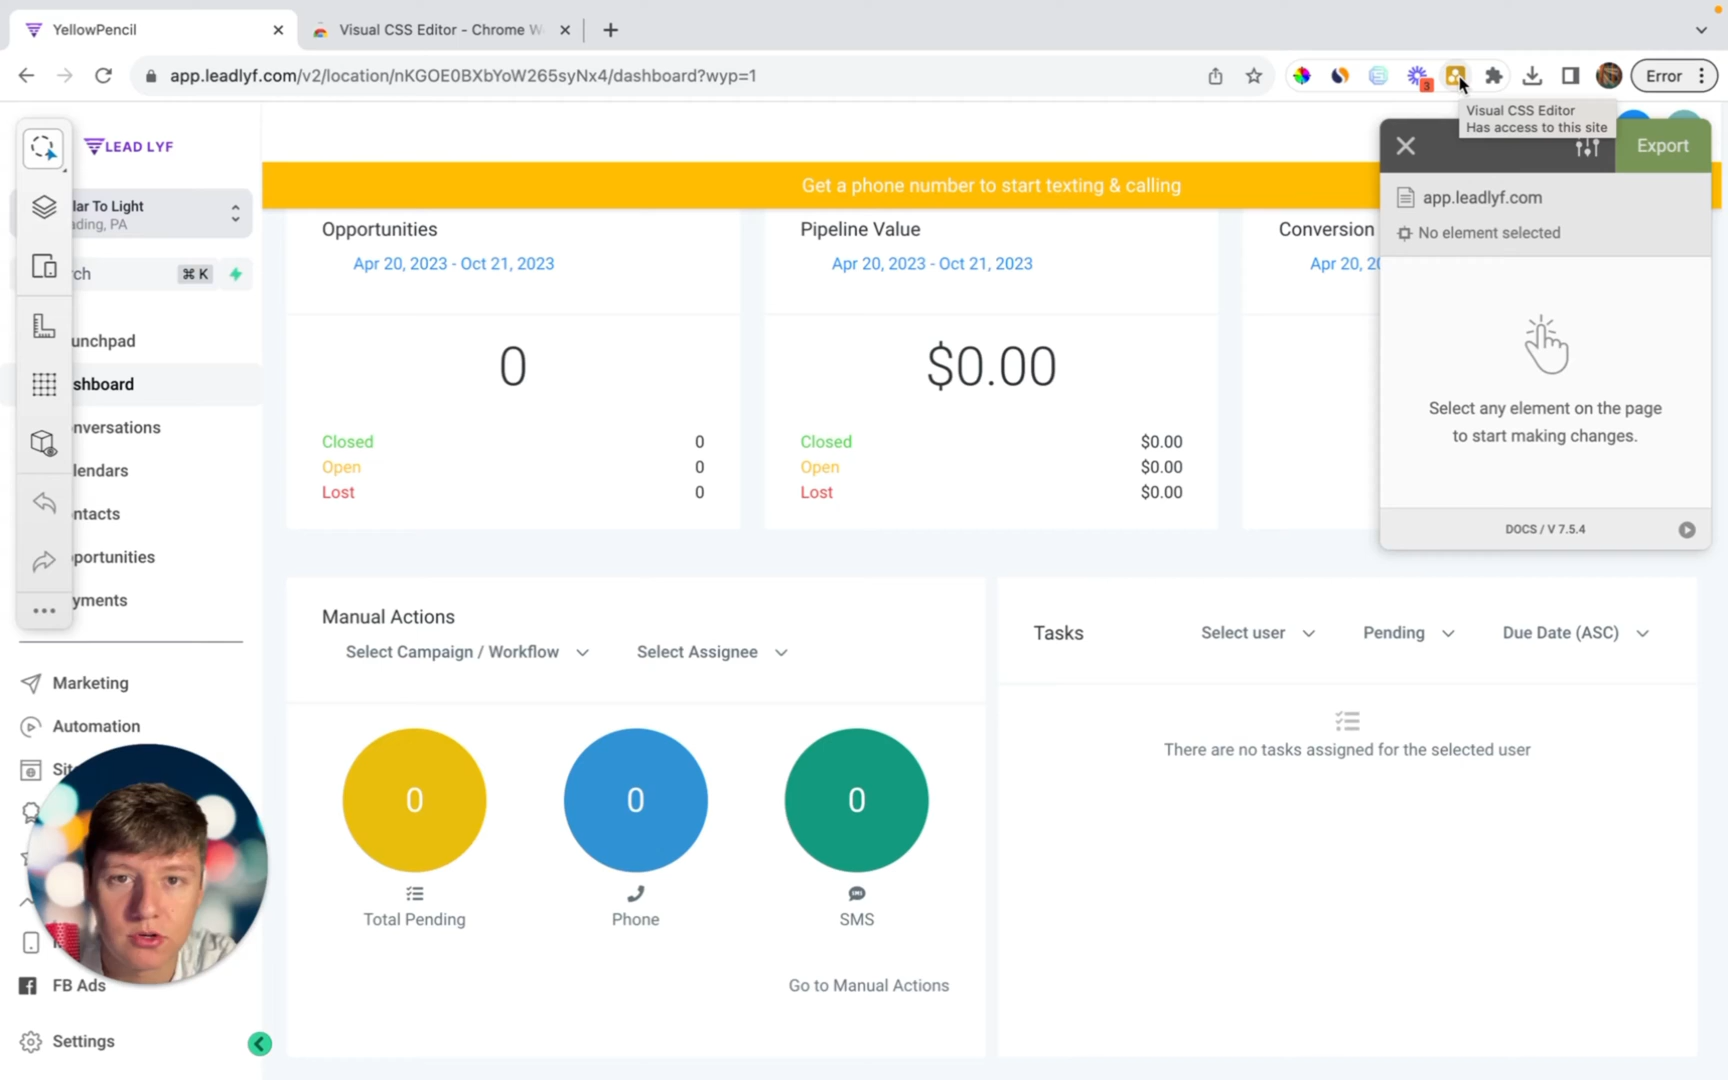 YellowPencil
Visual CSS Editor - Chrome W
app.leadlyf.com/v2/location/nKGOE0BXbYoW265syNx4/dashboard?wyp=1
3
Error
Visual CSS Editor
Has access to this site
LEAD LYF
Export
Get a phone number to start texting & calling
app.leadlyf.com
No element selected
lar To Light
ading, PA
rch
⌘ K
Opportunities
Apr 20, 2023 - Oct 21, 2023
Pipeline Value
Apr 20, 2023 - Oct 21, 2023
Conversion
Apr 20, 20
unchpad
shboard
nversations
lendars
ntacts
portunities
yments
0
$0.00
Closed 0
Open 0
Lost 0
Closed $0.00
Open $0.00
Lost $0.00
Select any element on the page
to start making changes.
DOCS / V 7.5.4
Manual Actions
Select Campaign / Workflow
Select Assignee
Tasks
Select user
Pending
Due Date (ASC)
Marketing
Automation
Sit
There are no tasks assigned for the selected user
0
0
0
Total Pending
Phone
SMS
Go to Manual Actions
FB Ads
Settings